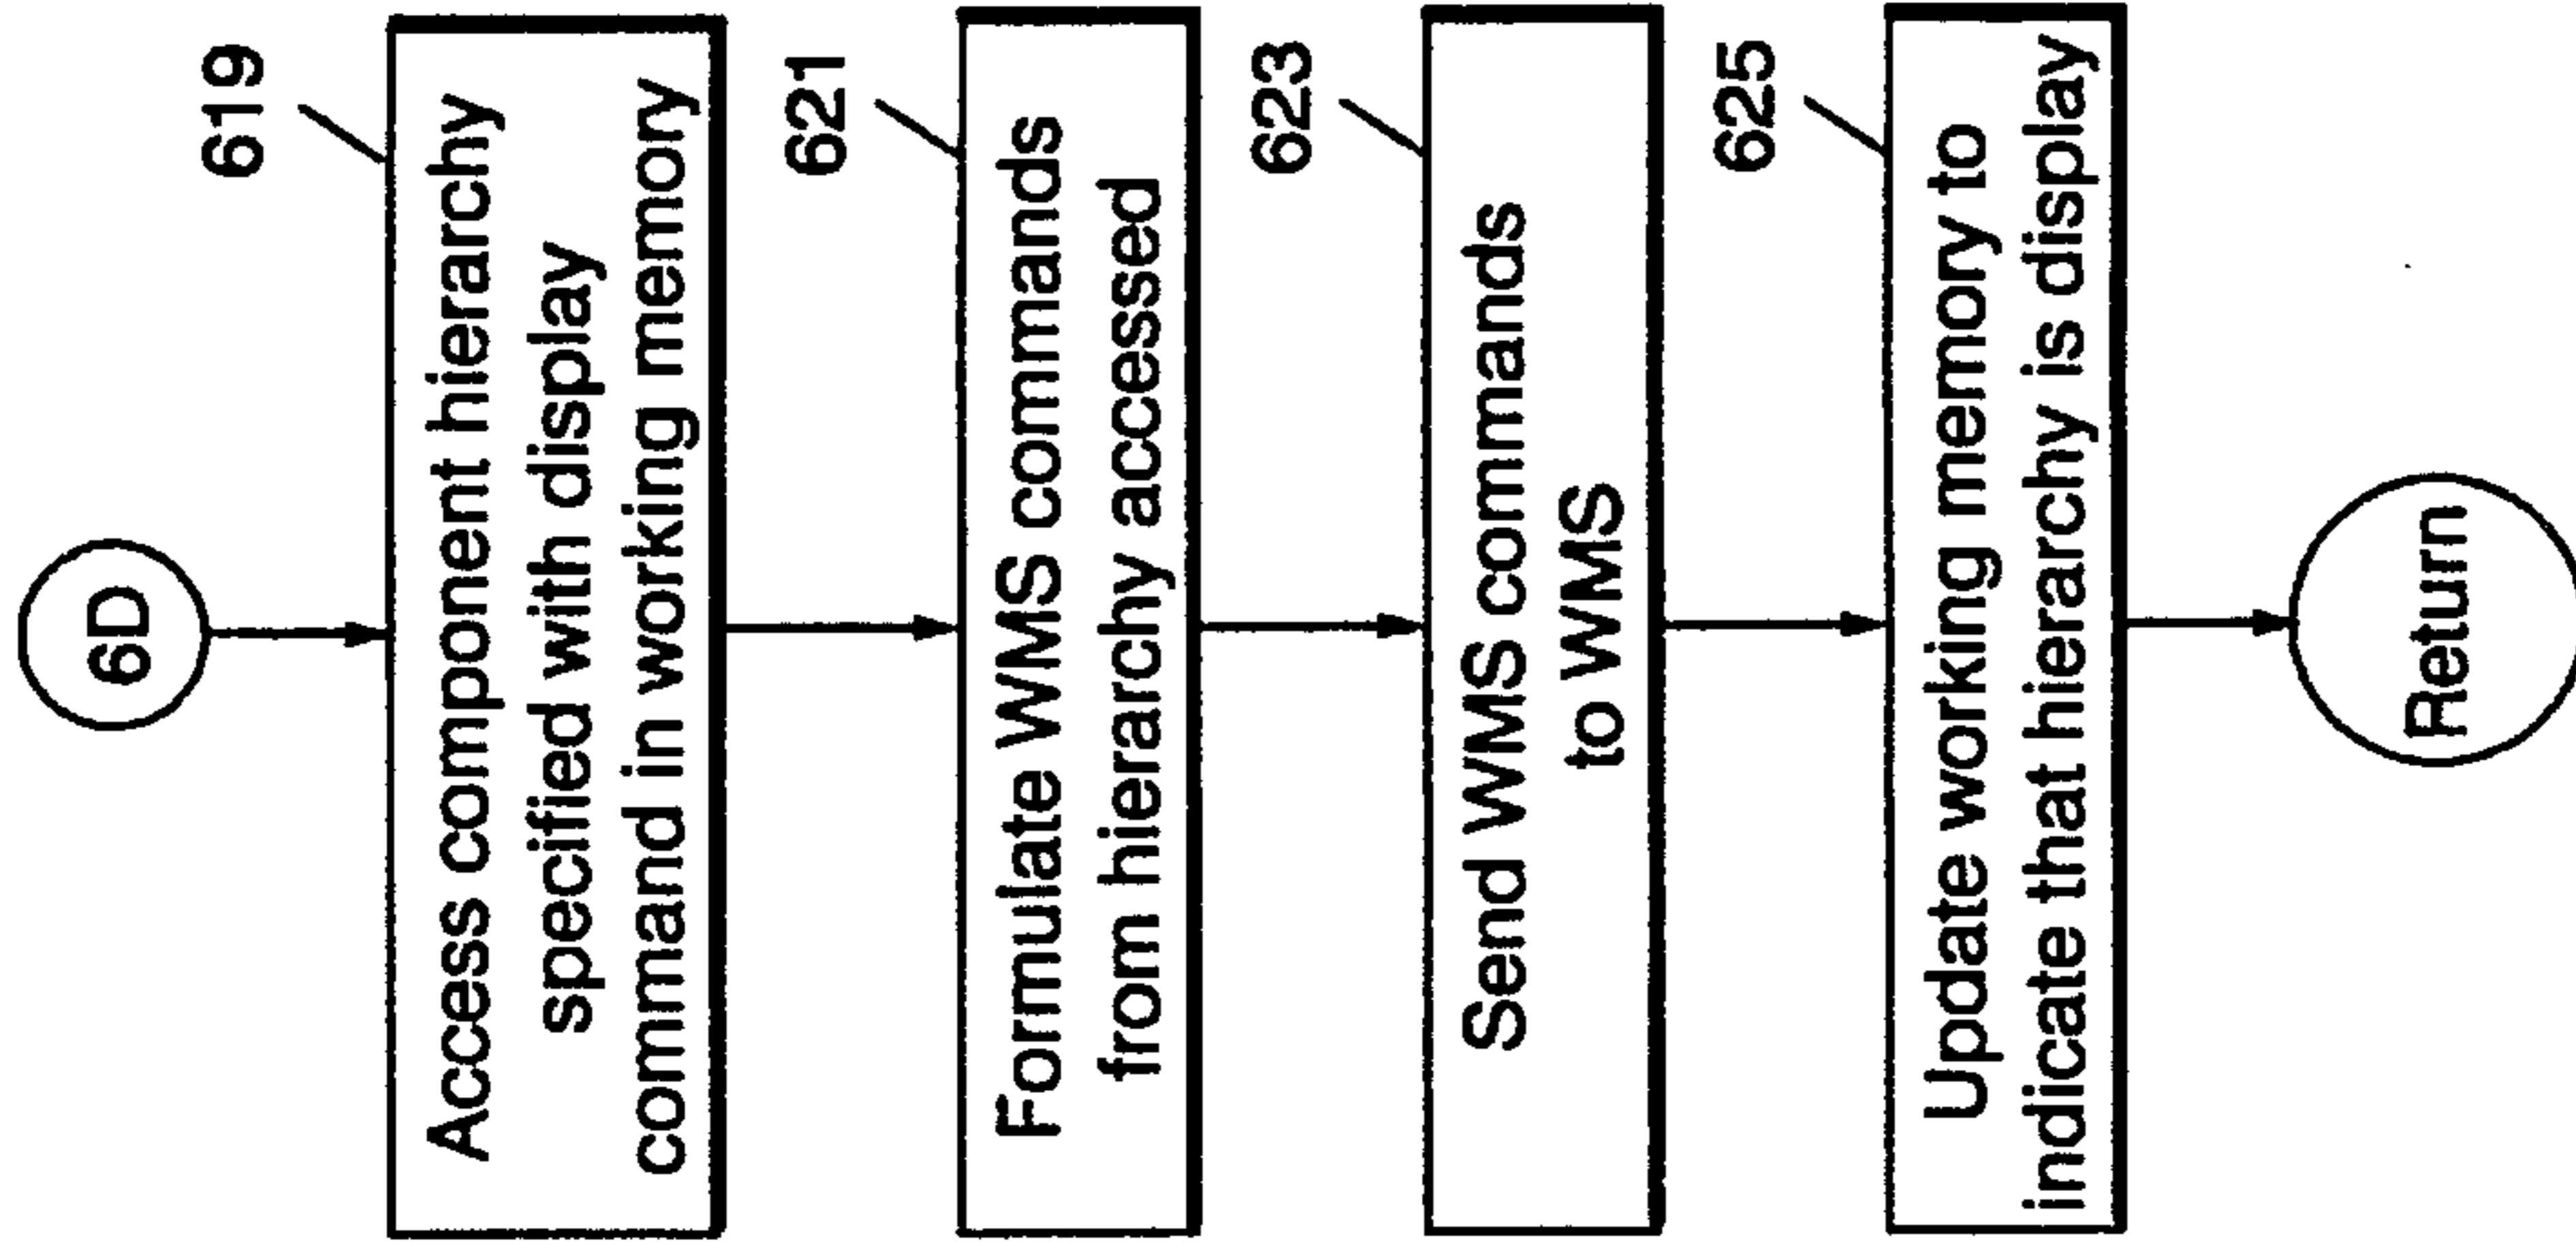 6D
619
Access component hierarchy
specified with display
command in working memory
621
Formulate WMS commands
from hierarchy accessed
623
Send WMS commands
to WMS
625
Update working memory to
indicate that hierarchy is display
Return